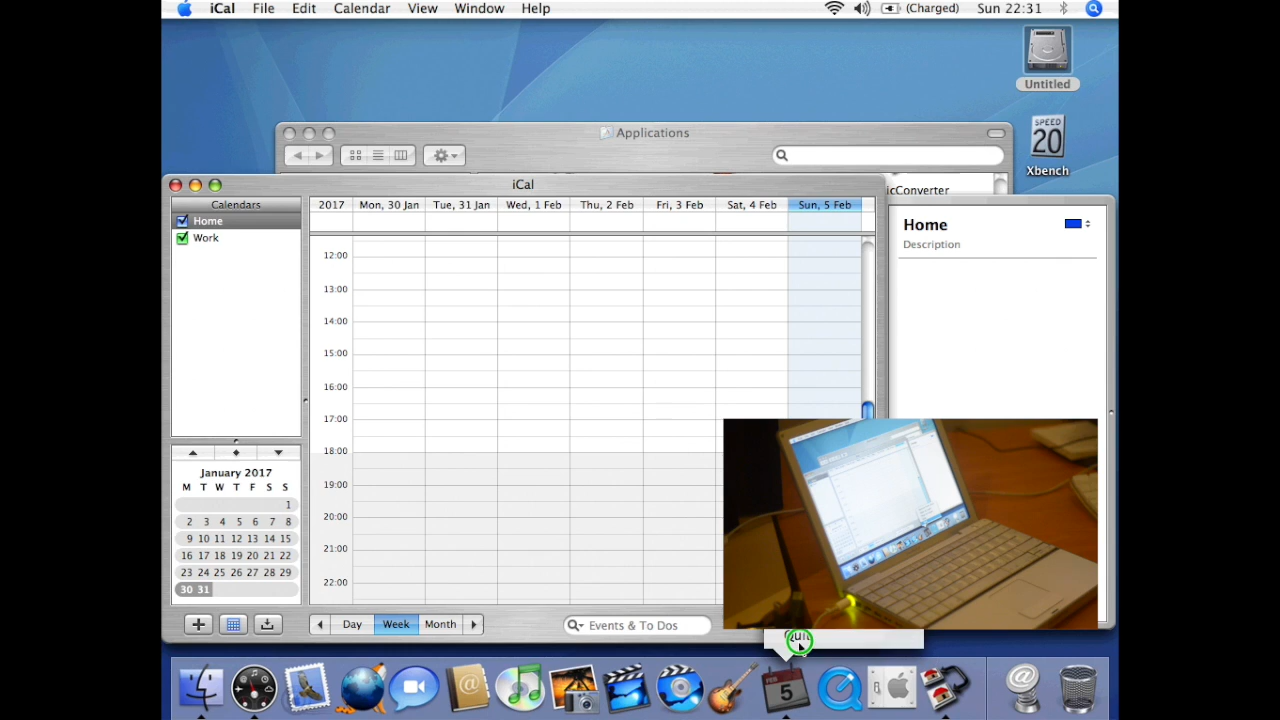 iCal File Edit Calendar View Window Help (Charged) Sun 22:31
Untitled
Applications
SPEED
20
Xbench
icConverter
iCal
Calendars
Home
Work
2017 Mon, 30 Jan Tue, 31 Jan Wed, 1 Feb Thu, 2 Feb Fri, 3 Feb Sat, 4 Feb Sun, 5 Feb
12:00
13:00
14:00
15:00
16:00
17:00
18:00
19:00
20:00
21:00
22:00
Home
Description
January 2017
M T W T F S S
1
2 3 4 5 6 7 8
9 10 11 12 13 14 15
16 17 18 19 20 21 22
23 24 25 26 27 28 29
30 31
Day Week Month
Events & To Dos
Quit
FEB
5